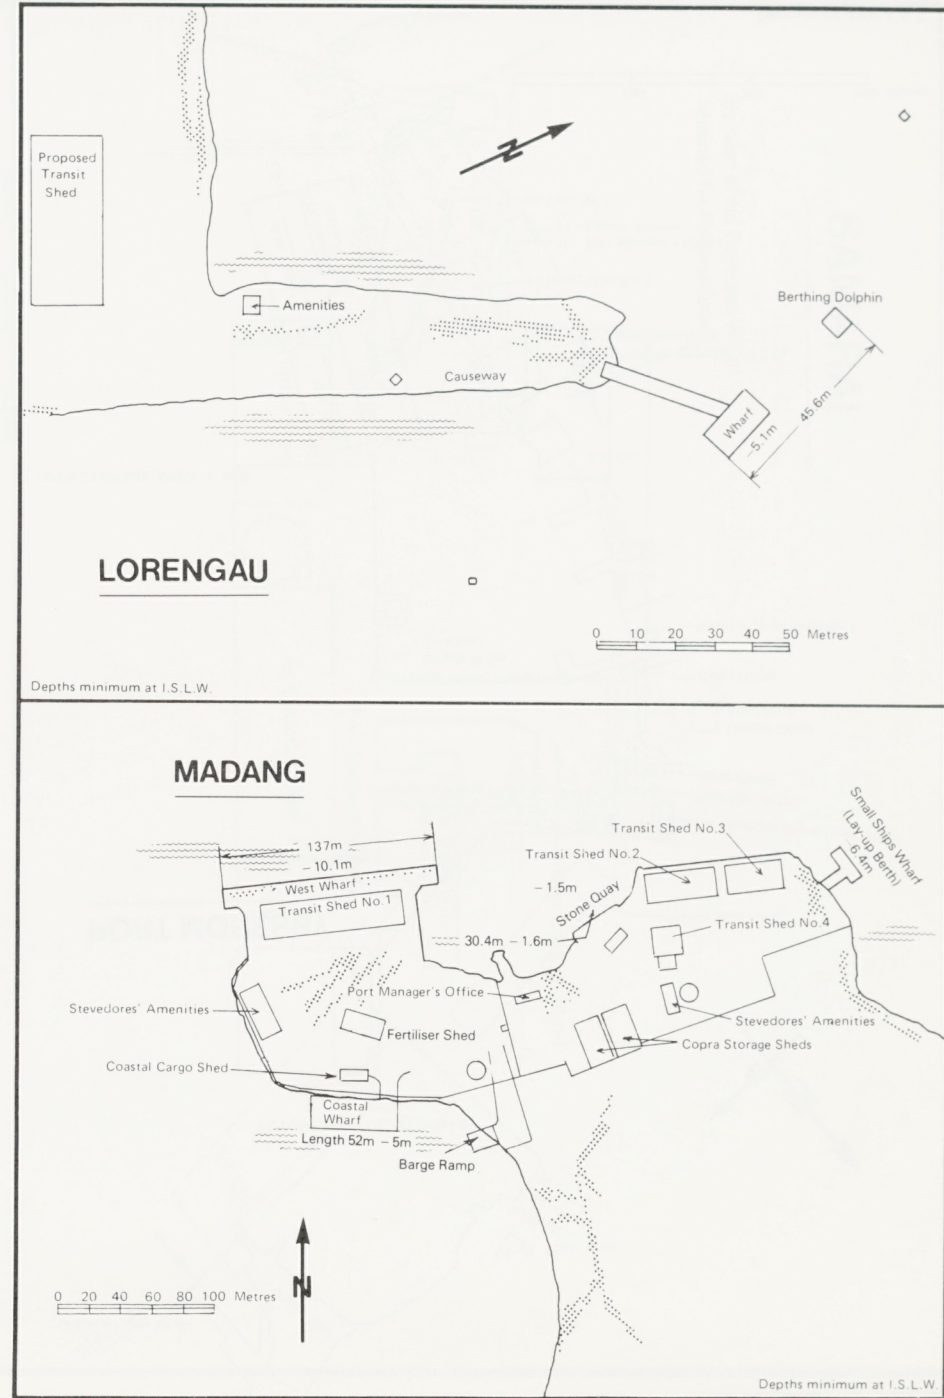 Proposed
Transit
Shed
N
Amenities
Berthing Dolphin
Causeway
Wharf
-5.1m
45.6m
LORENGAU
0 10 20 30 40 50 Metres
Depths minimum at I.S.L.W.
MADANG
137m
-10.1m
West Wharf
Transit Shed No.1
Transit Shed No.3
Transit Shed No.2
Small Ships Wharf
(Lay-up Berth)
-6.4m
-1.5m
Stone Quay
30.4m -1.6m
Transit Shed No.4
Port Manager's Office
Stevedores' Amenities
Fertiliser Shed
Stevedores' Amenities
Copra Storage Sheds
Coastal Cargo Shed
Coastal
Wharf
Length 52m -5m
Barge Ramp
N
0 20 40 60 80 100 Metres
Depths minimum at I.S.L.W.